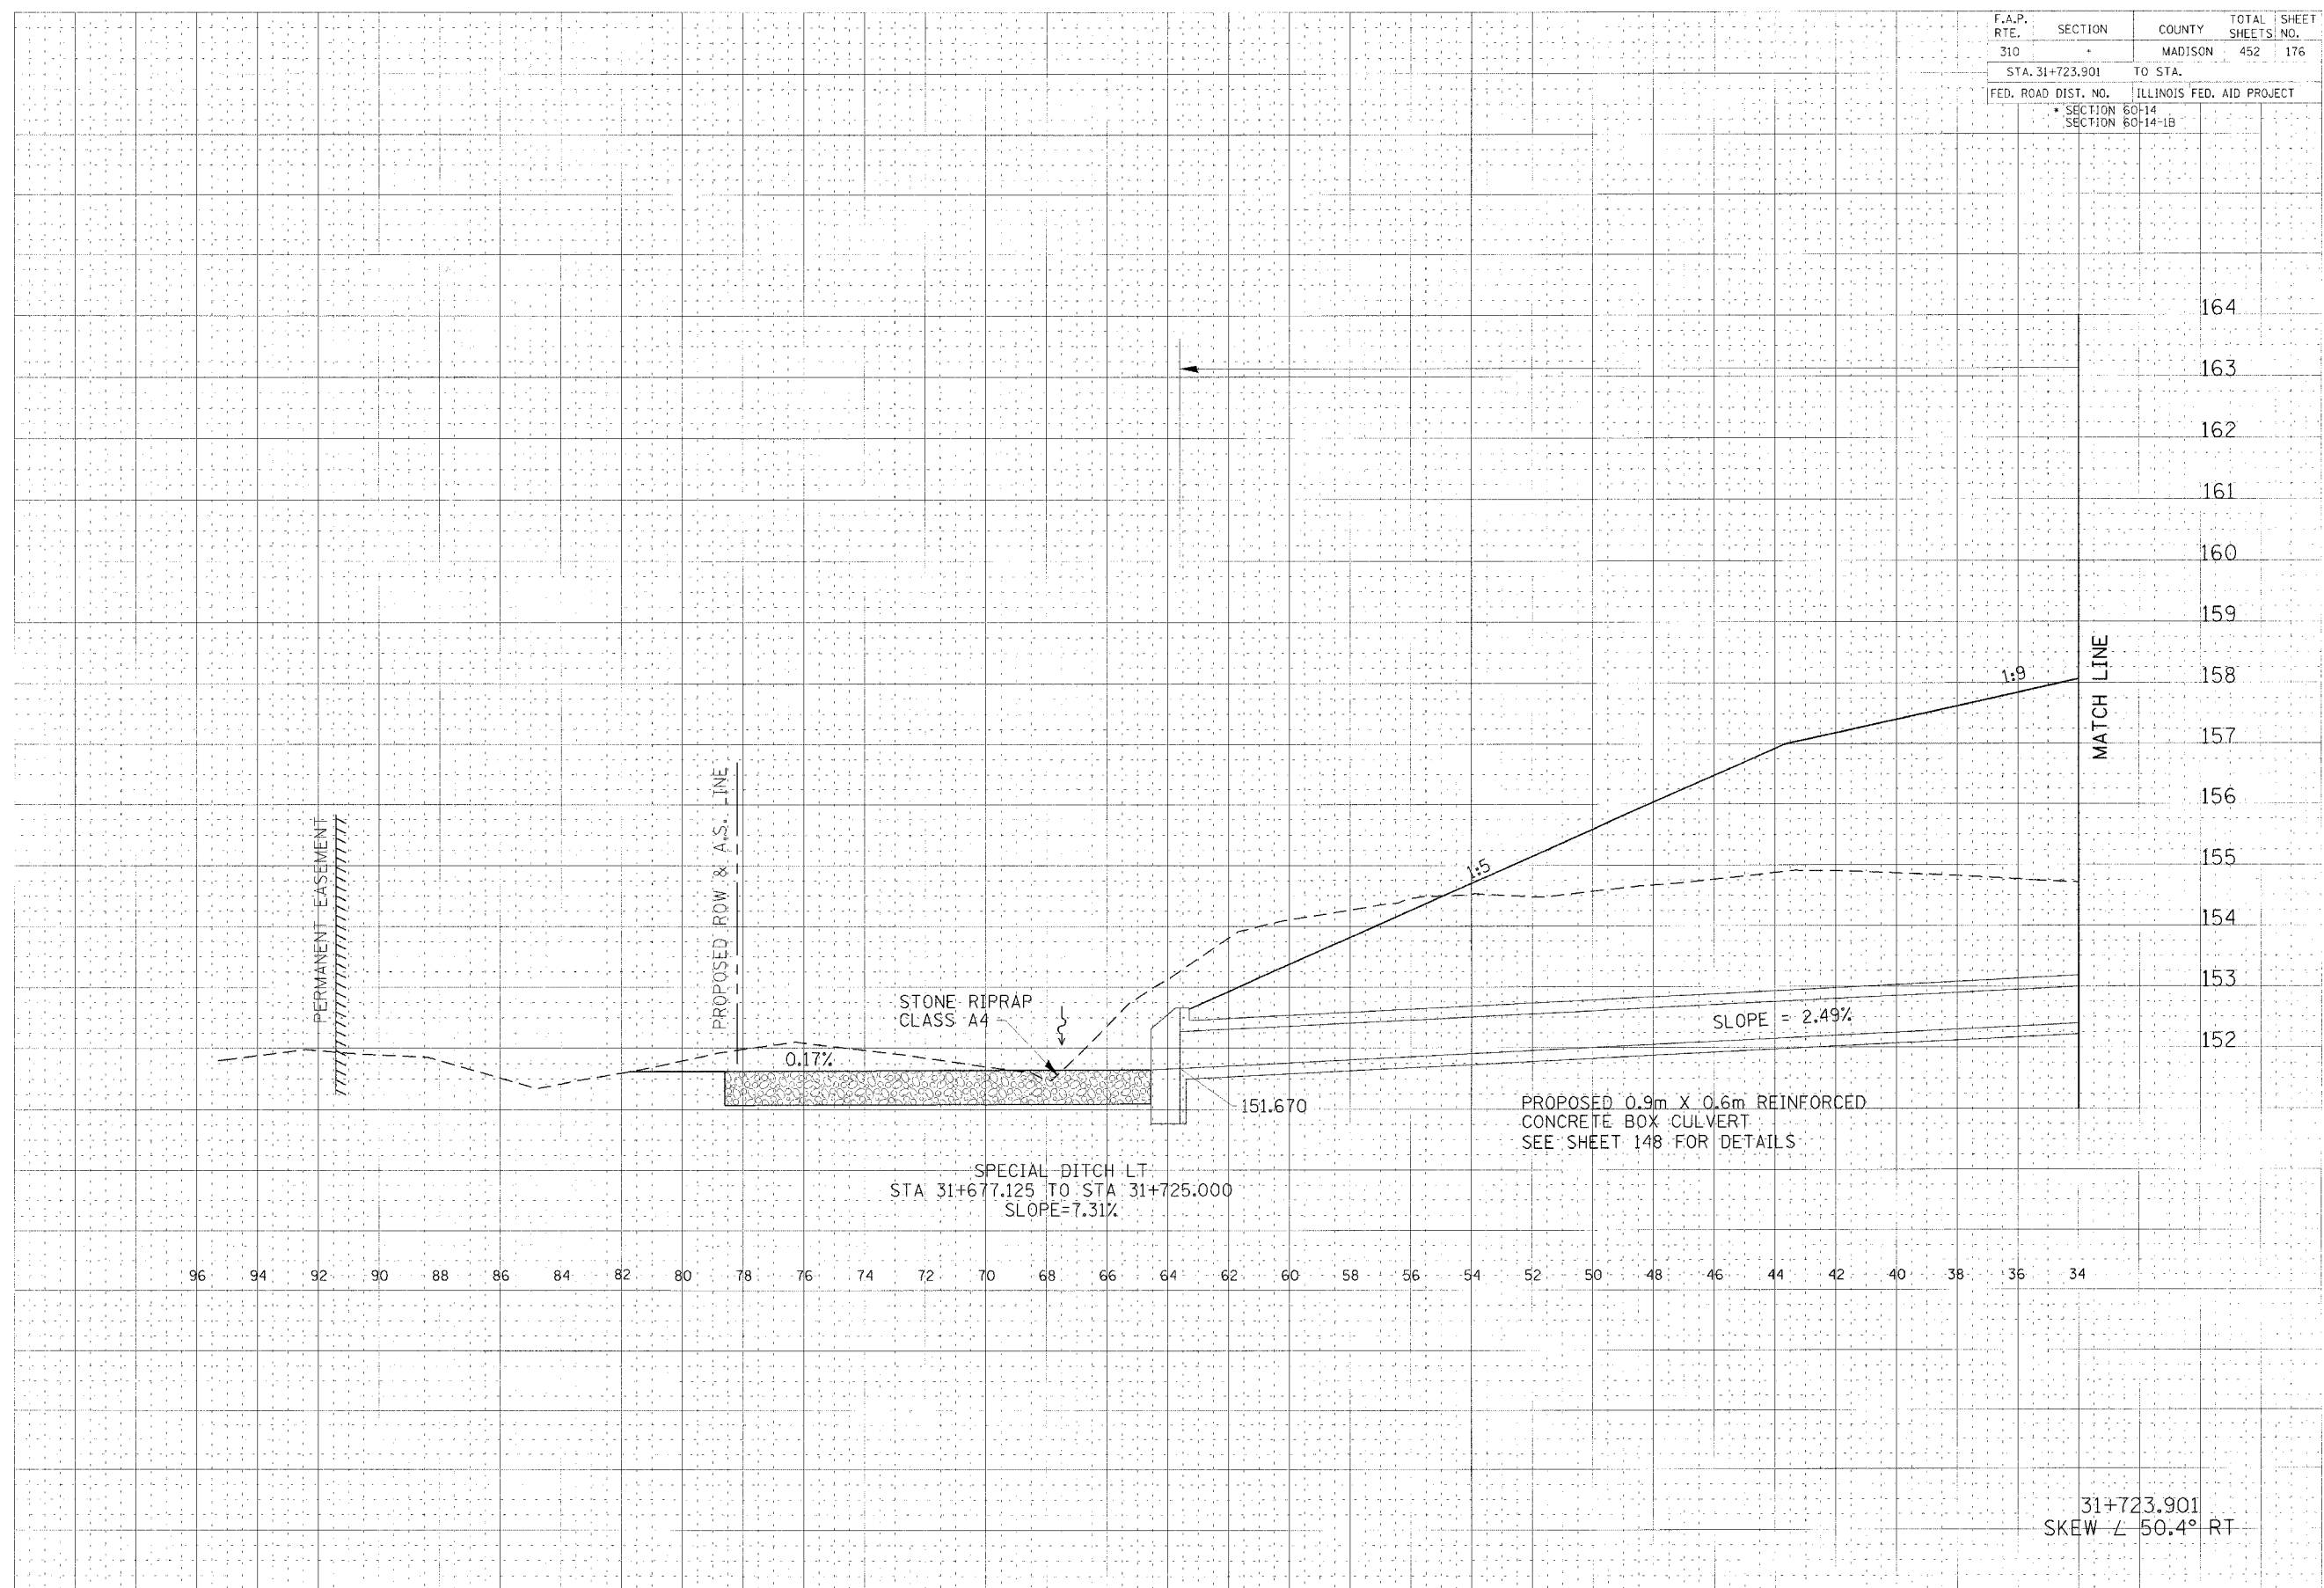 F.A.P. RTE. SECTION COUNTY TOTAL SHEETS SHEET NO.
310 * MADISON 452 176
STA. 31+723.901 TO STA.
FED. ROAD DIST. NO. ILLINOIS FED. AID PROJECT
* SECTION 60-14
SECTION 60-14-1B
164
163
162
161
160
159
158
157
156
155
154
153
152
MATCH LINE
1:9
1:5
PERMANENT EASEMENT
PROPOSED ROW & A.S. LINE
STONE RIPRAP
CLASS A4
0.17%
SLOPE = 2.49%
151.670
PROPOSED 0.9m X 0.6m REINFORCED
CONCRETE BOX CULVERT
SEE SHEET 148 FOR DETAILS
SPECIAL DITCH LT
STA 31+677.125 TO STA 31+725.000
SLOPE=7.31%
96 94 92 90 88 86 84 82 80 78 76 74 72 70 68 66 64 62 60 58 56 54 52 50 48 46 44 42 40 38 36 34
31+723.901
SKEW ∠ 50.4° RT